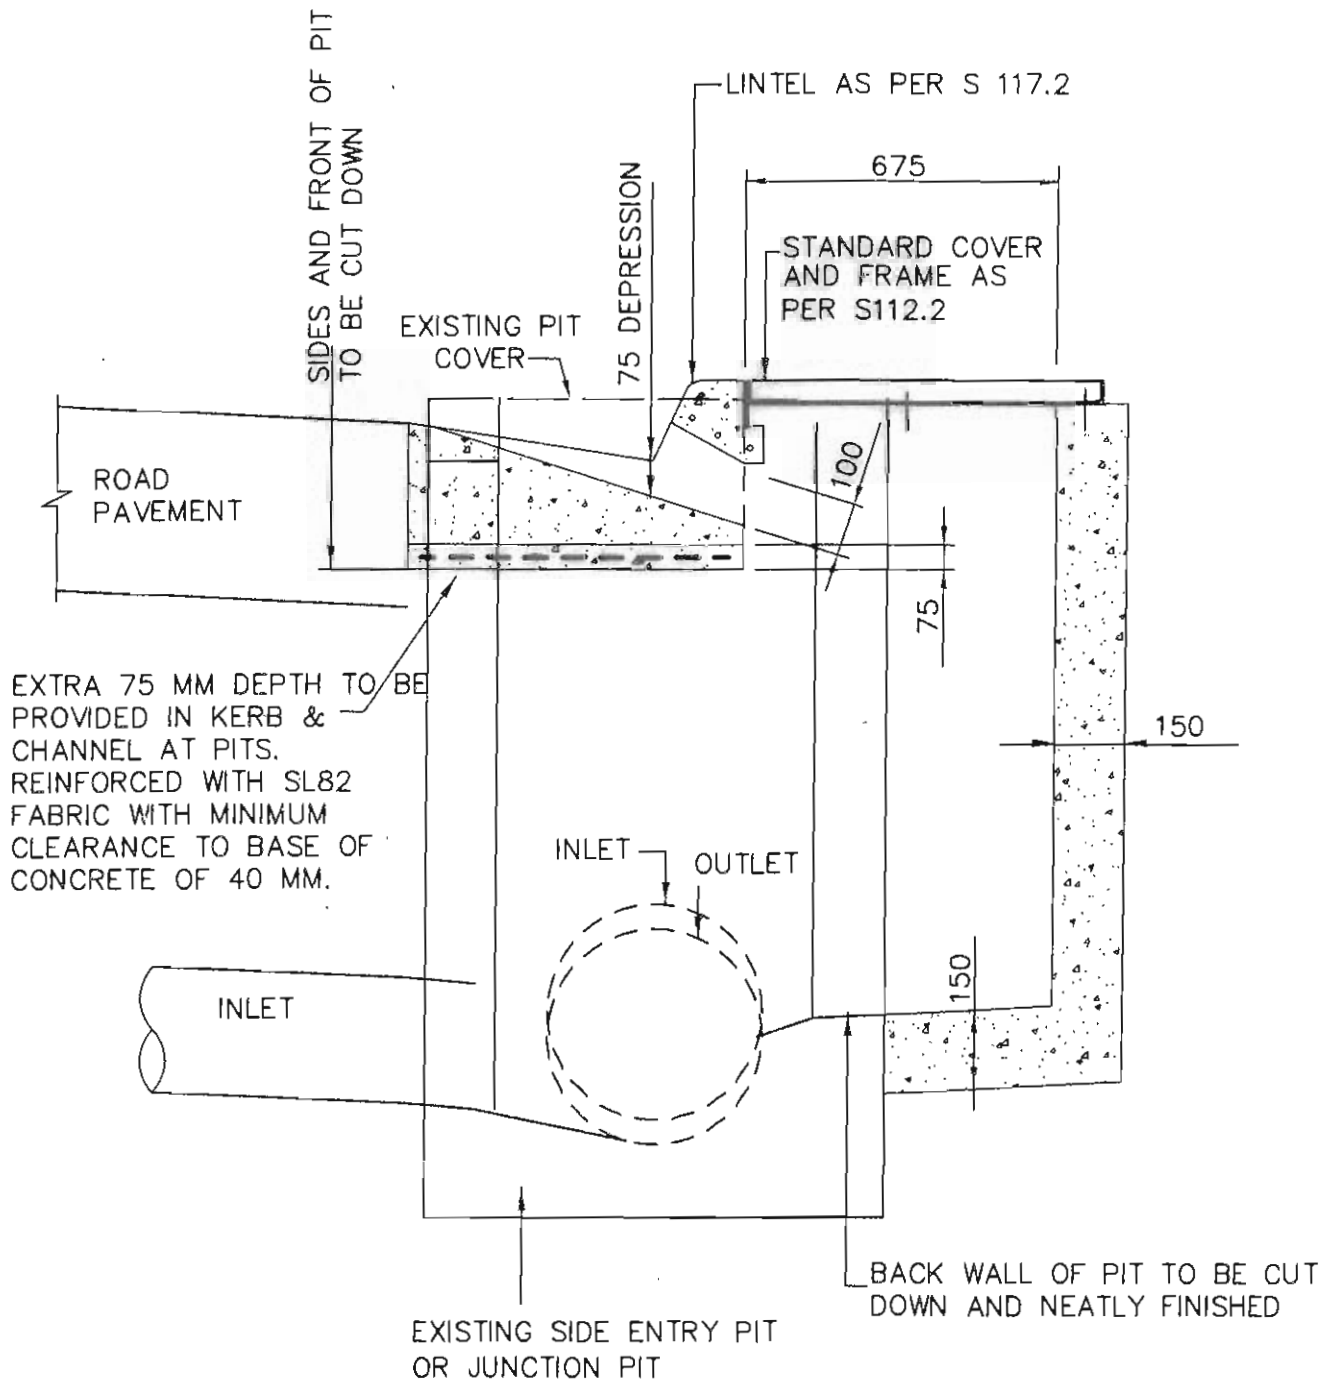 SIDES AND FRONT OF PIT
TO BE CUT DOWN
LINTEL AS PER S 117.2
675
75 DEPRESSION
STANDARD COVER
AND FRAME AS
PER S112.2
EXISTING PIT
COVER
ROAD
PAVEMENT
100
75
EXTRA 75 MM DEPTH TO BE
PROVIDED IN KERB &
CHANNEL AT PITS.
REINFORCED WITH SL82
FABRIC WITH MINIMUM
CLEARANCE TO BASE OF
CONCRETE OF 40 MM.
150
INLET
OUTLET
150
INLET
BACK WALL OF PIT TO BE CUT
DOWN AND NEATLY FINISHED
EXISTING SIDE ENTRY PIT
OR JUNCTION PIT